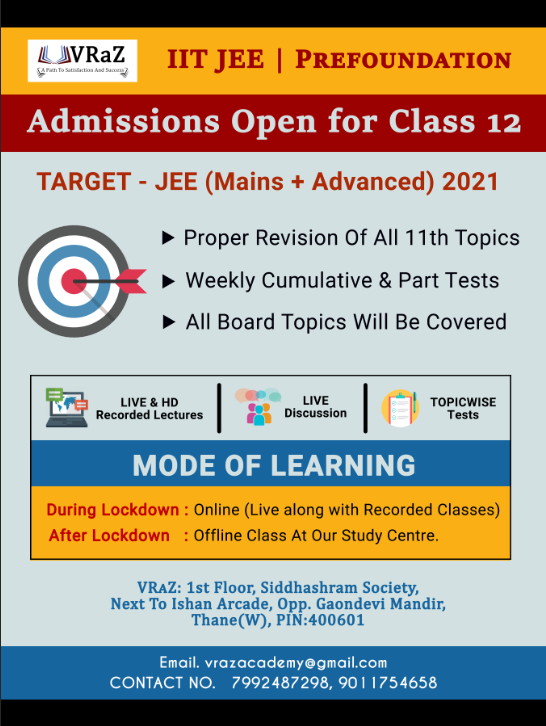 VRaZ
A Path To Satisfaction And Success
IIT JEE | PREFOUNDATION
Admissions Open for Class 12
TARGET - JEE (Mains + Advanced) 2021
Proper Revision Of All 11th Topics
Weekly Cumulative & Part Tests
All Board Topics Will Be Covered
LIVE & HD
Recorded Lectures
LIVE
Discussion
TOPICWISE
Tests
MODE OF LEARNING
During Lockdown : Online (Live along with Recorded Classes)
After Lockdown : Offline Class At Our Study Centre.
VRaZ: 1st Floor, Siddhashram Society,
Next To Ishan Arcade, Opp. Gaondevi Mandir,
Thane(W), PIN:400601
Email. vrazacademy@gmail.com
CONTACT NO. 7992487298, 9011754658